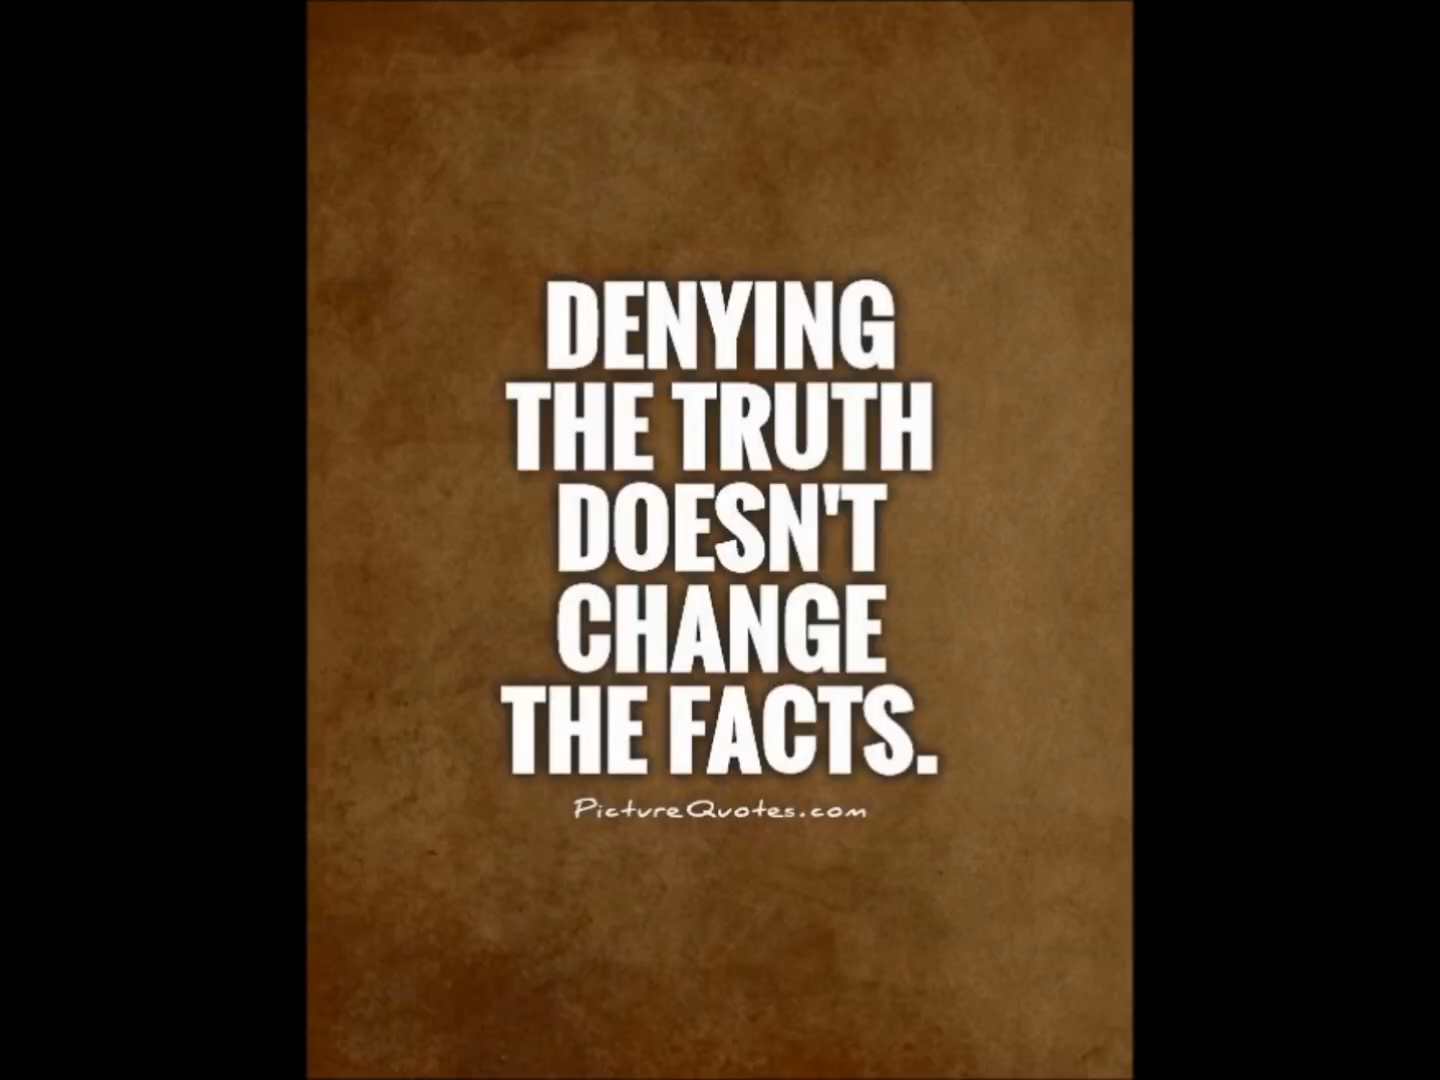 DENYING
THE TRUTH
DOESN'T
CHANGE
THE FACTS.
PictureQuotes.com